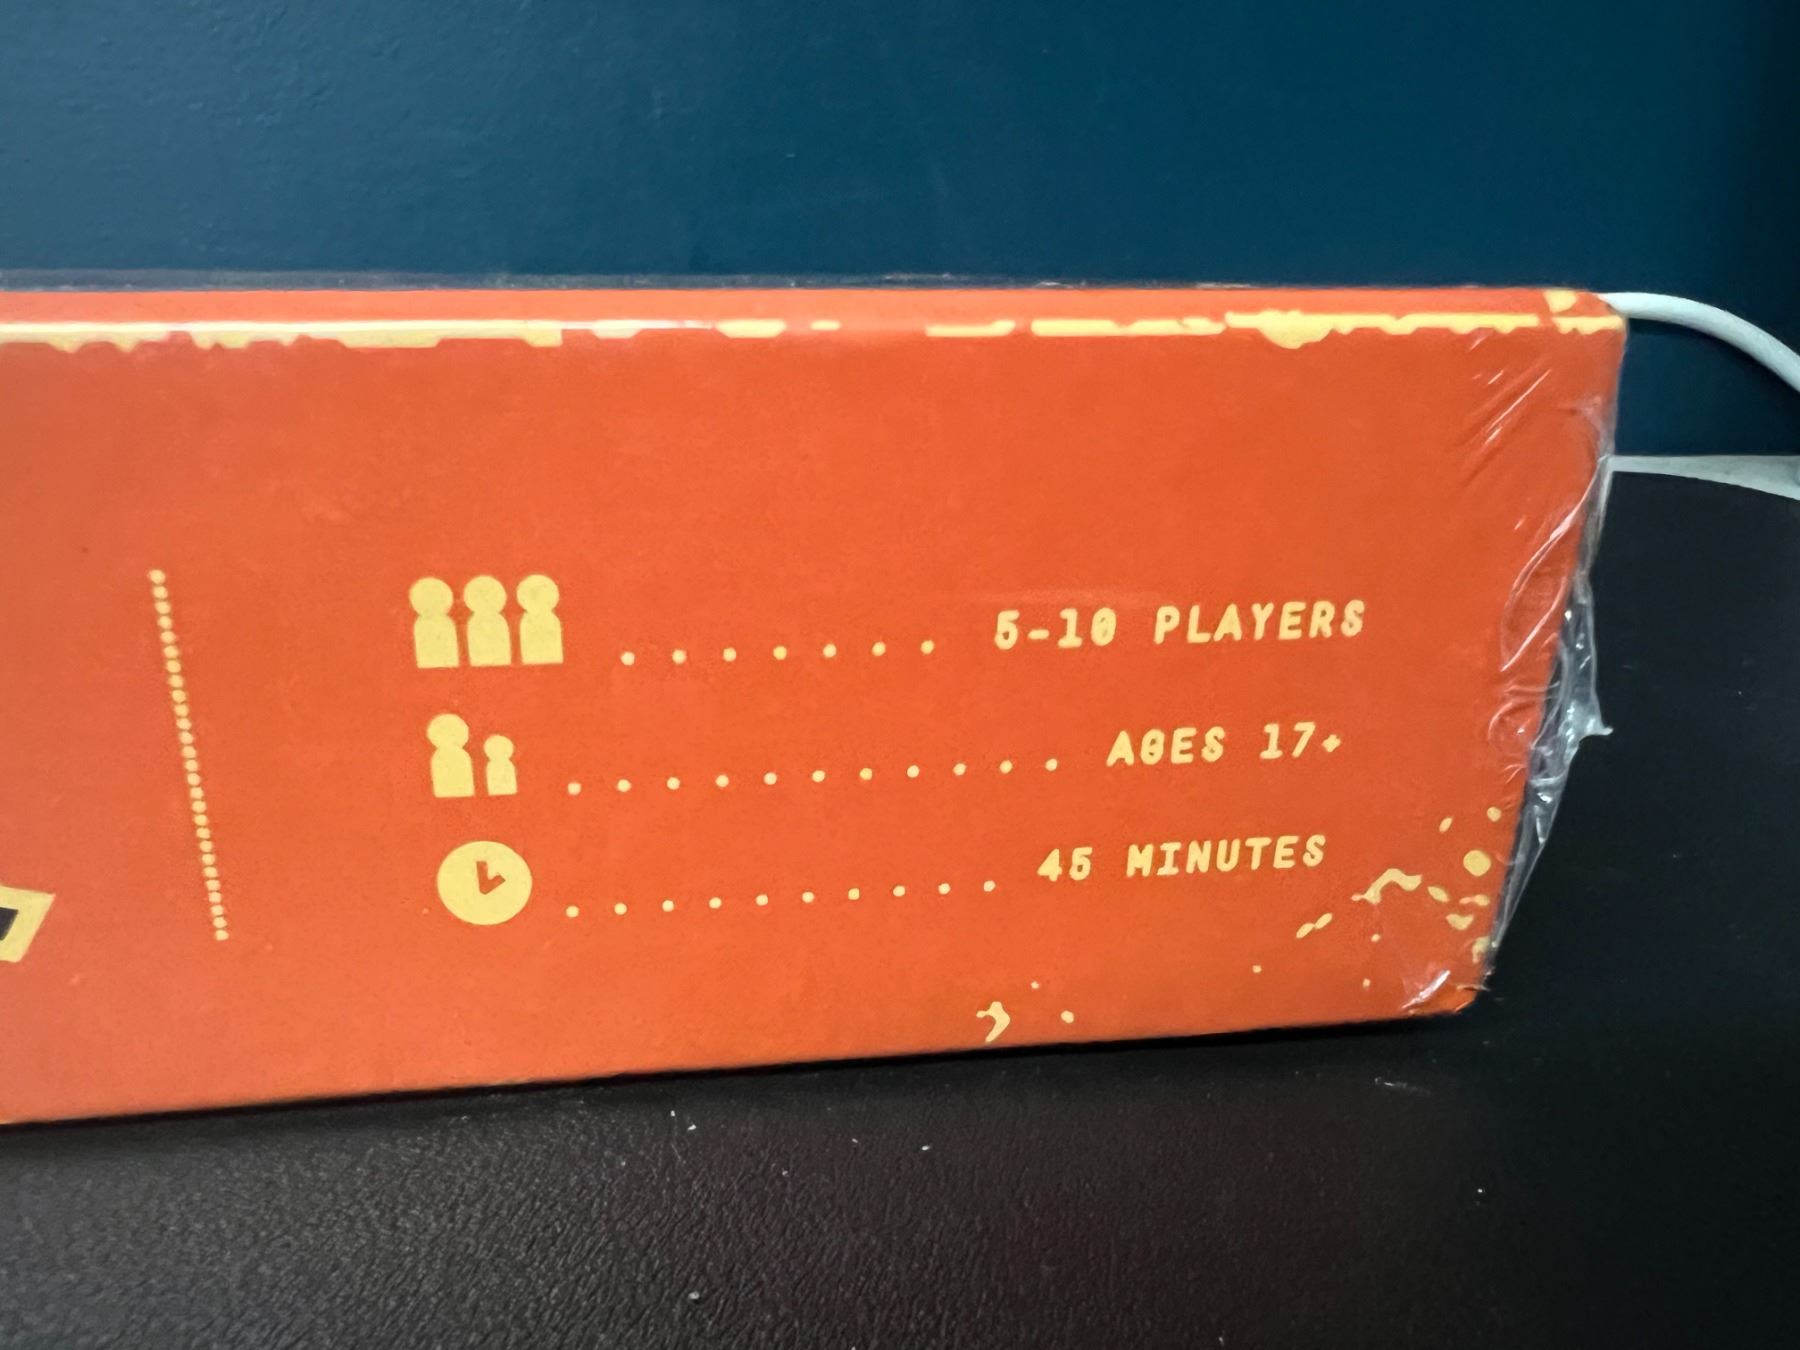 5-10 PLAYERS
AGES 17+
45 MINUTES